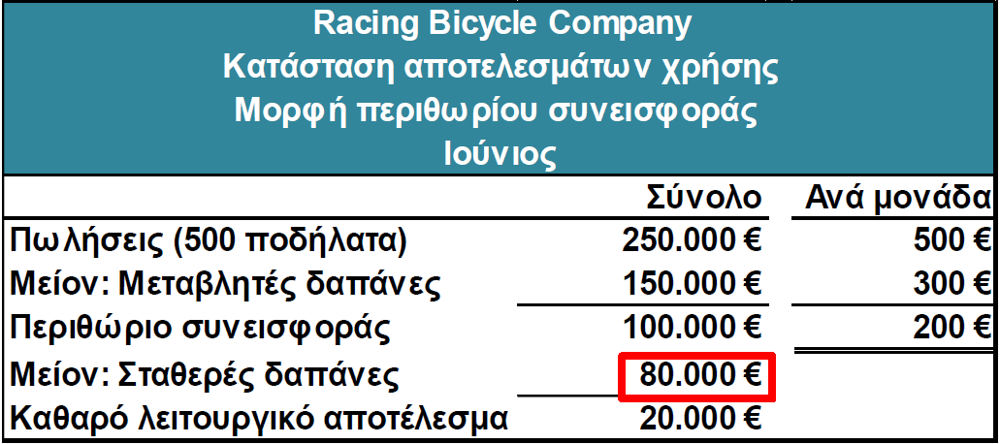 Racing Bicycle Company
Κατάσταση αποτελεσμάτων χρήσης
Μορφή περιθωρίου συνεισφοράς
Ιούνιος
Σύνολο Ανά μονάδα
Πωλήσεις (500 ποδήλατα) 250.000 € 500 €
Μείον: Μεταβλητές δαπάνες 150.000 € 300 €
Περιθώριο συνεισφοράς 100.000 € 200 €
Μείον: Σταθερές δαπάνες 80.000 €
Καθαρό λειτουργικό αποτέλεσμα 20.000 €